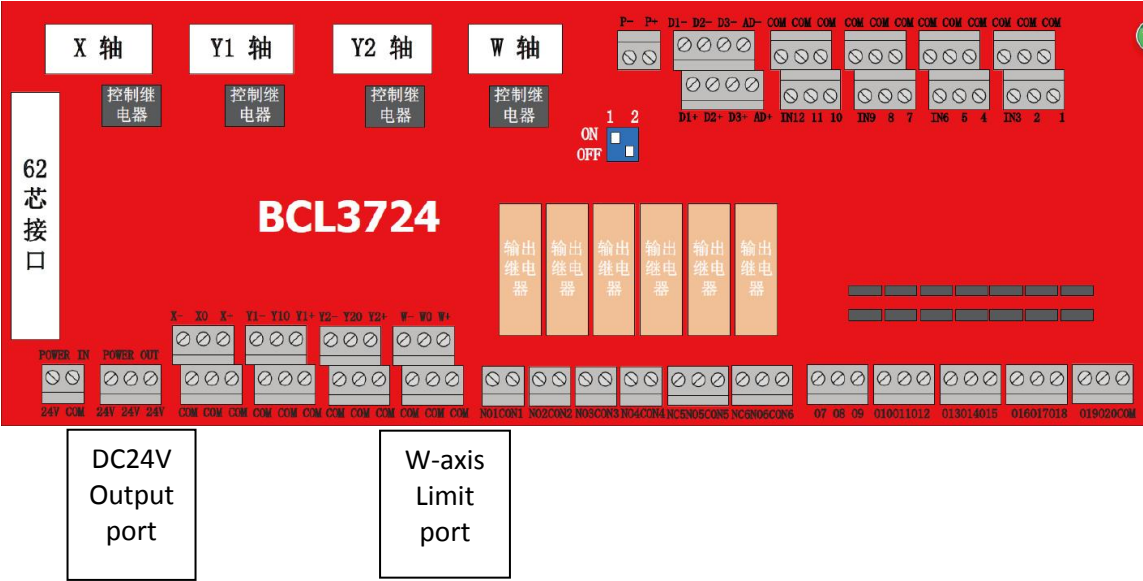 P- P+ D1- D2- D3- AD- COM COM COM COM COM COM COM COM COM COM COM COM
X 轴 Y1 轴 Y2 轴 W 轴
控制继
电器
控制继
电器
控制继
电器
控制继
电器
D1+ D2+ D3+ AD+ IN12 11 10 IN9 8 7 IN6 5 4 IN3 2 1
1 2
ON
OFF
62
芯
接
口
BCL3724
输出
继电
器
输出
继电
器
输出
继电
器
输出
继电
器
输出
继电
器
输出
继电
器
X- X0 X- Y1- Y10 Y1+ Y2- Y20 Y2+ W- W0 W+
POWER IN POWER OUT
24V COM 24V 24V 24V COM COM COM COM COM COM COM COM COM COM COM COM NO1CON1 NO2CON2 NO3CON3 NO4CON4 NC5NO5CON5 NC6NO6CON6 07 08 09 010011012 013014015 016017018 019020COM
DC24V
Output
port
W-axis
Limit
port